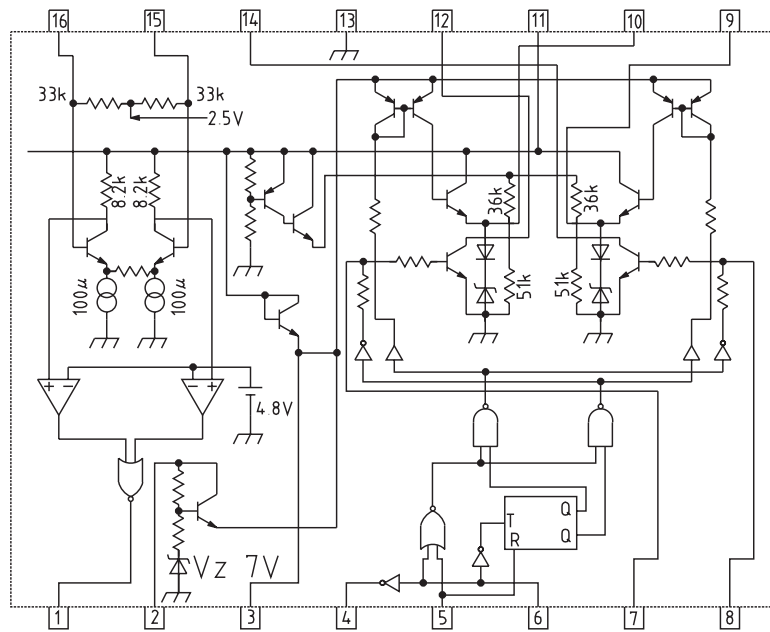 16 15 14 13 12 11 10 9
33k 33k
2.5V
8.2k 8.2k
36k 36k
100µ 100µ
51k 51k
+ − − +
4.8V
Q
T
Q
R
Vz 7V
1 2 3 4 5 6 7 8